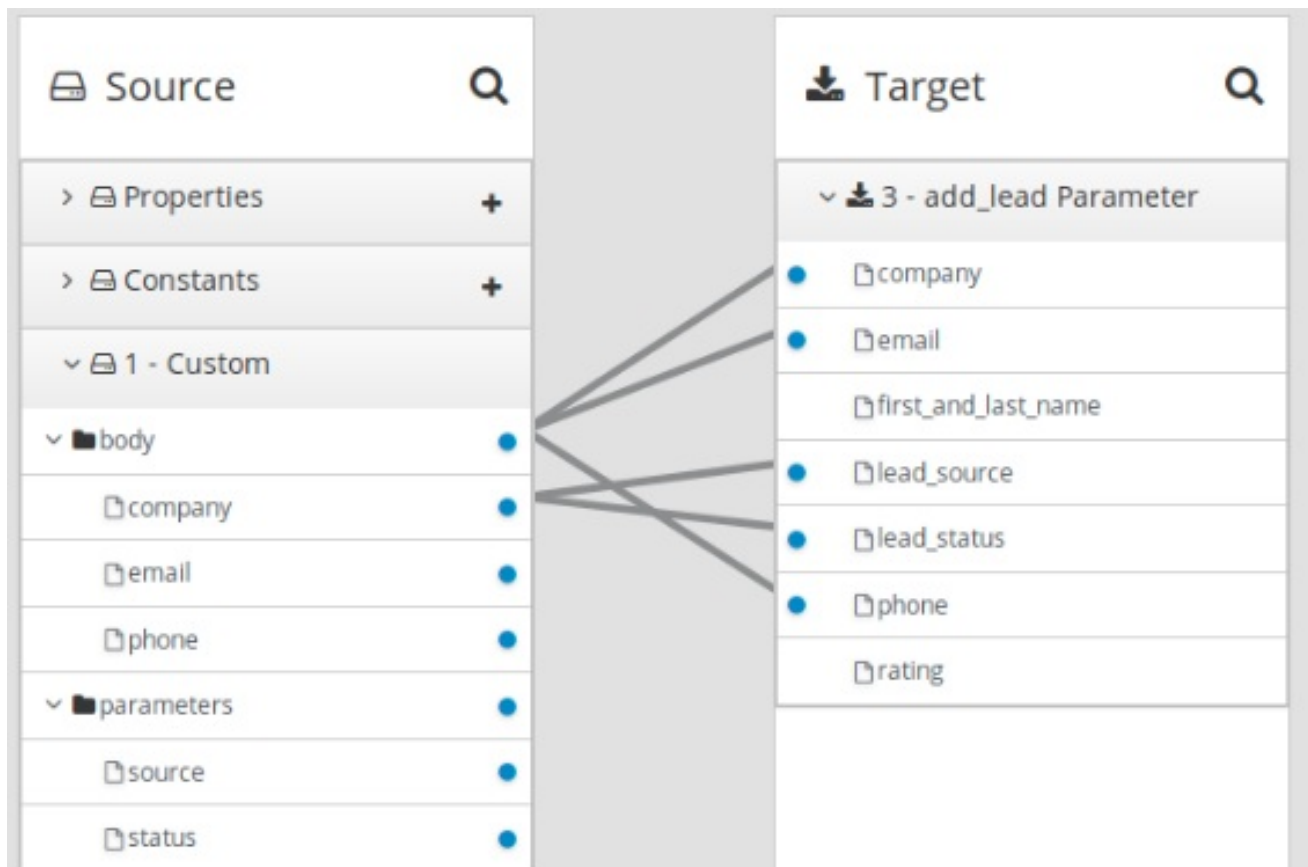 Source
Properties
Constants
1 - Custom
body
company
email
phone
parameters
source
status
Target
3 - add_lead Parameter
company
email
first_and_last_name
lead_source
lead_status
phone
rating